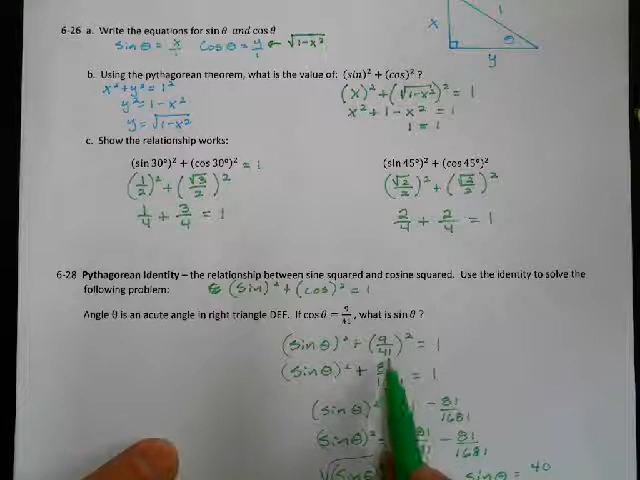 6-26 a. Write the equations for sin θ and cos θ
sin θ = x/1 cos θ = y/1 ← √1-x²
x 1 θ y
b. Using the pythagorean theorem, what is the value of: (sin)² + (cos)² ?
x² + y² = 1² (x)² + (√1-x²)² = 1
y² = 1 - x² x² + 1 - x² = 1
y = √1-x² 1 = 1
c. Show the relationship works:
(sin 30°)² + (cos 30°)² = 1 (sin 45°)² + (cos 45°)²
(1/2)² + (√3/2)² (√2/2)² + (√2/2)²
1/4 + 3/4 = 1 2/4 + 2/4 = 1
6-28 Pythagorean Identity – the relationship between sine squared and cosine squared. Use the identity to solve the
following problem: (sin)² + (cos)² = 1
Angle θ is an acute angle in right triangle DEF. If cos θ = 9/41, what is sin θ ?
(sin θ)² + (9/41)² = 1
(sin θ)² + = 1
(sin θ)² - 81/1681
(sin θ)² = - 81/1681
√(sin θ) sin θ = 40